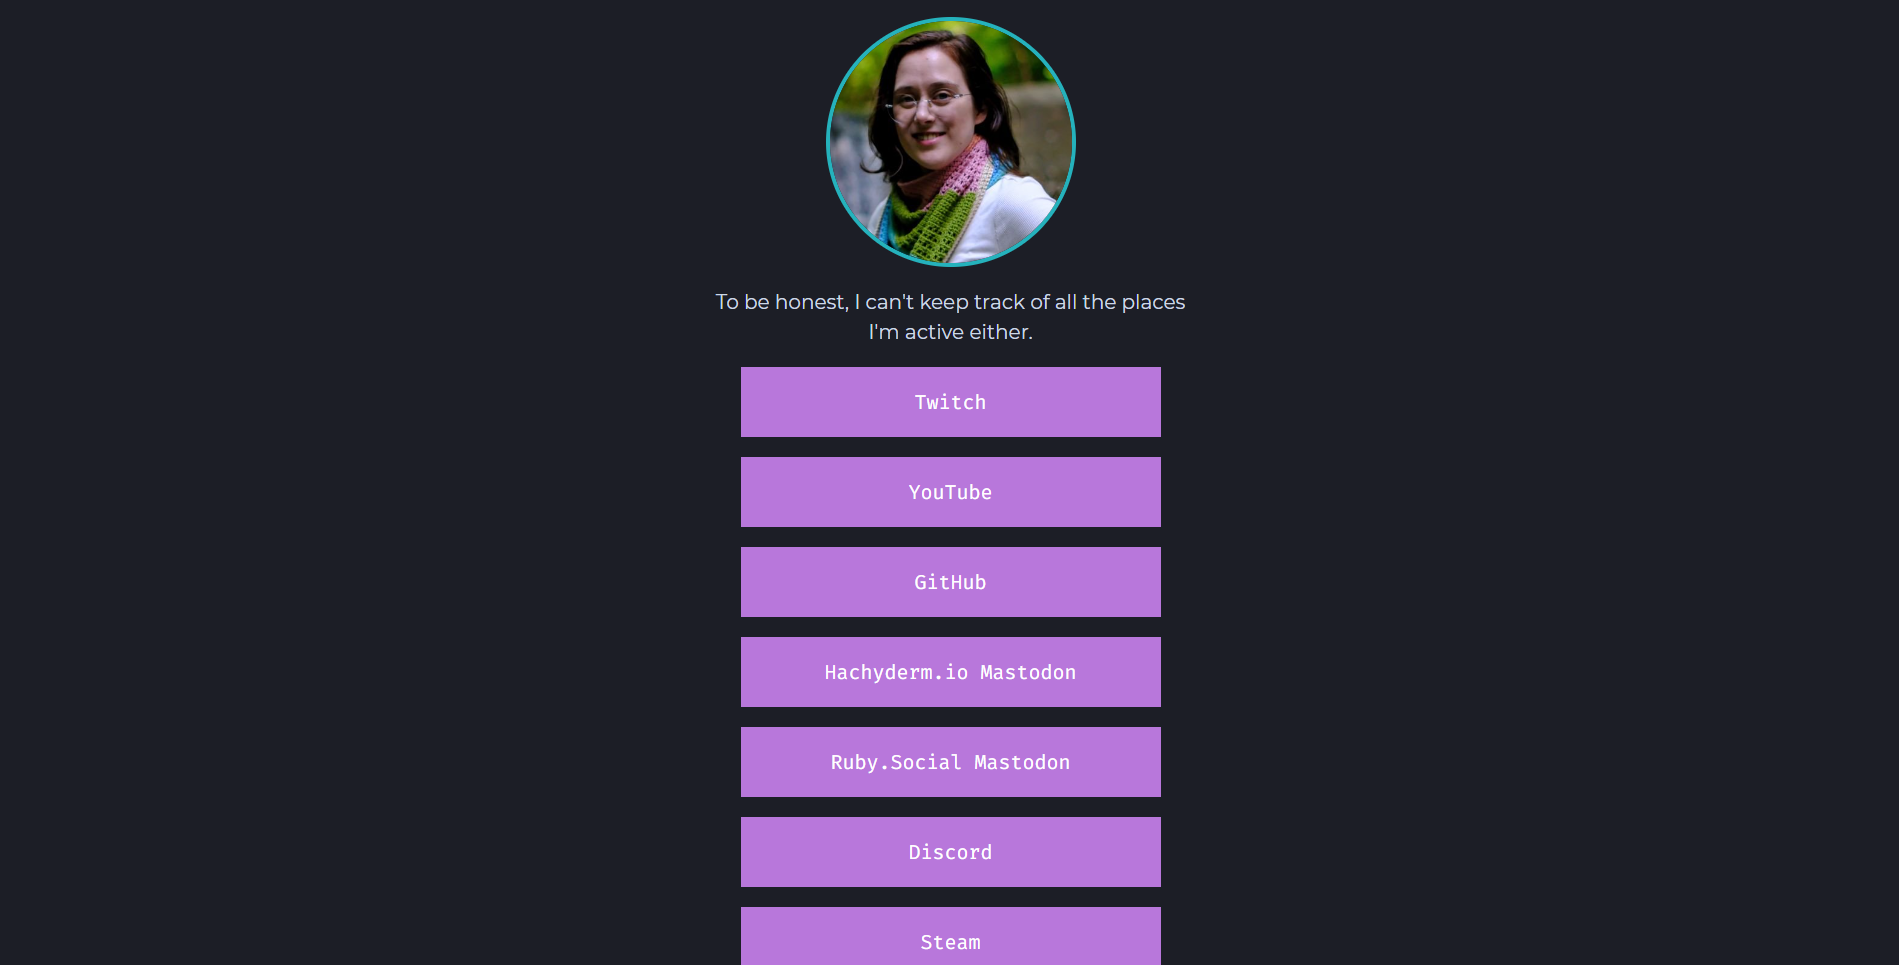 To be honest, I can't keep track of all the places
I'm active either.
Twitch
YouTube
GitHub
Hachyderm.io Mastodon
Ruby.Social Mastodon
Discord
Steam